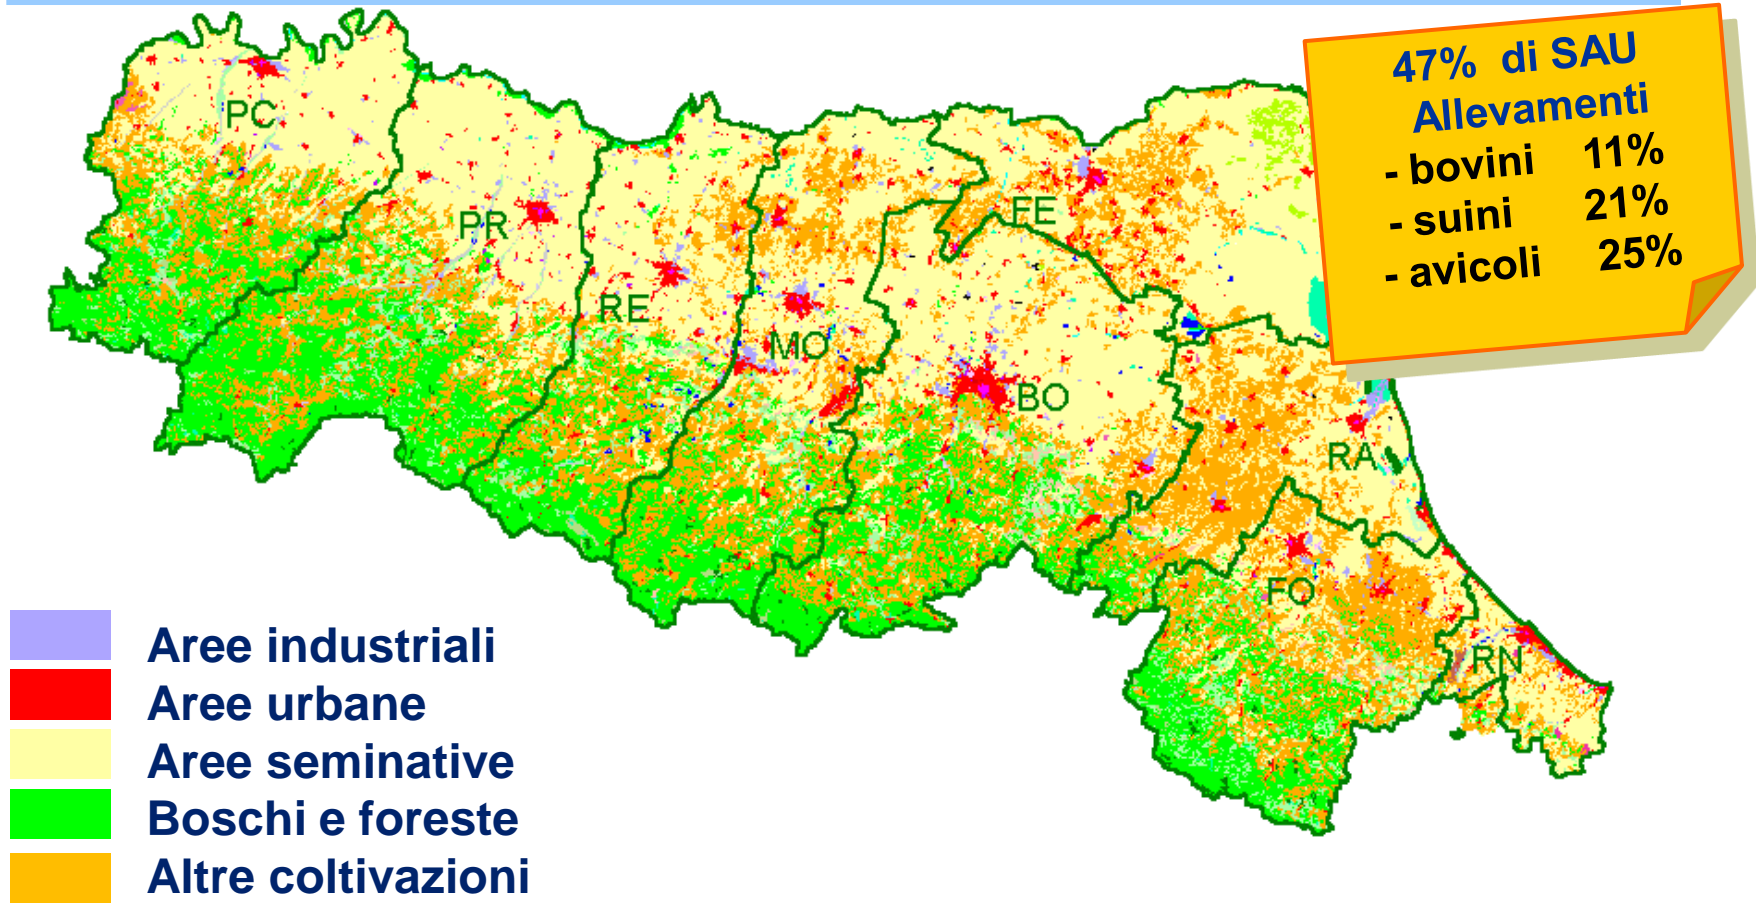 47% di SAU
Allevamenti
- bovini 11%
- suini 21%
- avicoli 25%
PC
PR
RE
MO
BO
FE
RA
FO
RN
Aree industriali
Aree urbane
Aree seminative
Boschi e foreste
Altre coltivazioni